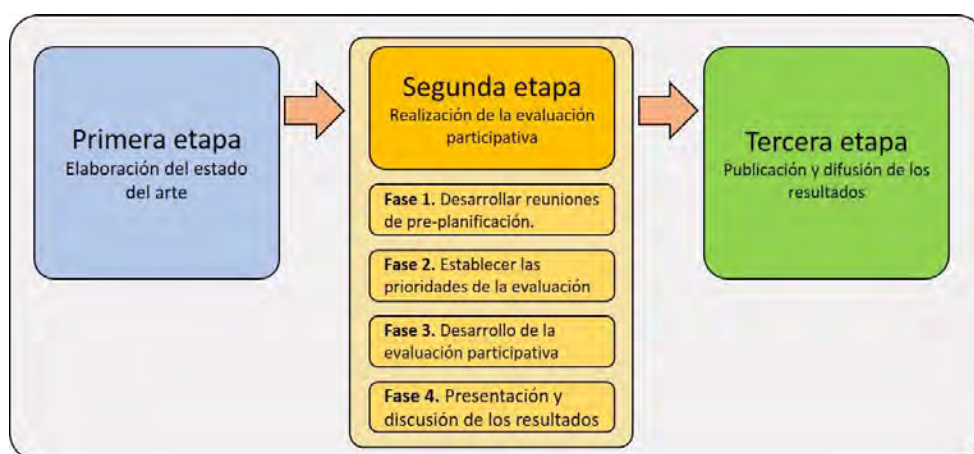 Primera etapa
Elaboración del estado
del arte
Segunda etapa
Realización de la evaluación
participativa
Fase 1. Desarrollar reuniones
de pre-planificación.
Fase 2. Establecer las
prioridades de la evaluación
Fase 3. Desarrollo de la
evaluación participativa
Fase 4. Presentación y
discusión de los resultados
Tercera etapa
Publicación y difusión de los
resultados